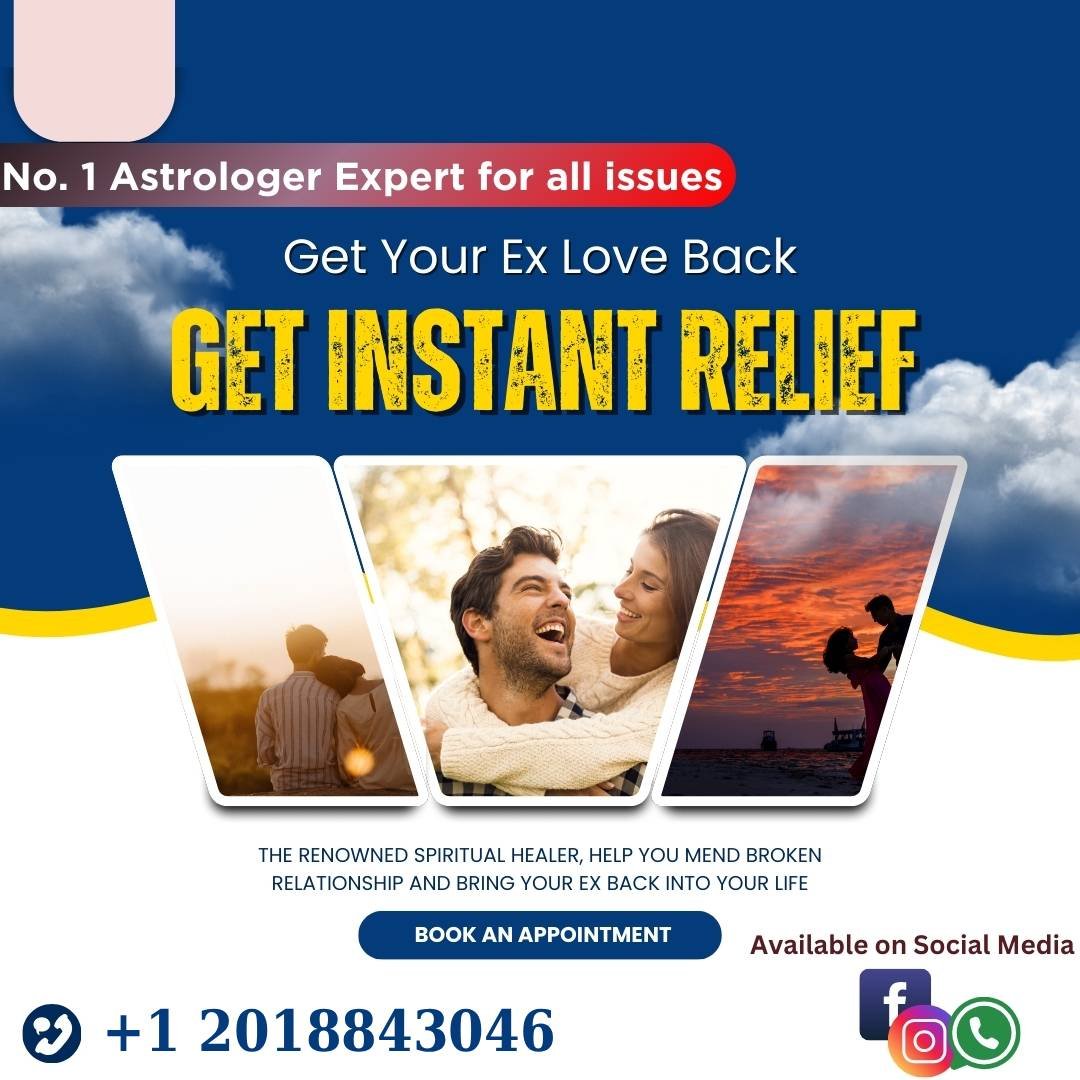 No. 1 Astrologer Expert for all issues
Get Your Ex Love Back
GET INSTANT RELIEF
THE RENOWNED SPIRITUAL HEALER, HELP YOU MEND BROKEN
RELATIONSHIP AND BRING YOUR EX BACK INTO YOUR LIFE
BOOK AN APPOINTMENT
Available on Social Media
f
+1 2018843046